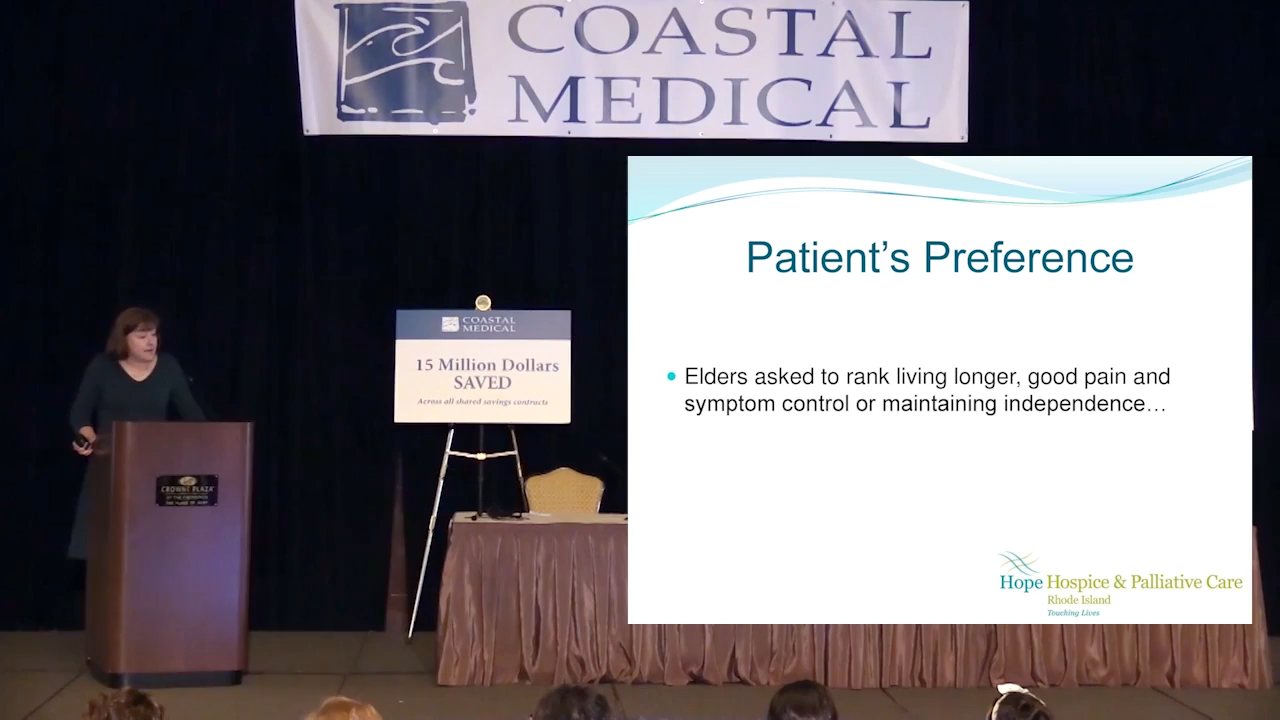 COASTAL
MEDICAL
COASTAL
MEDICAL
15 Million Dollars
SAVED
Across all shared savings contracts
CROWNE PLAZA
Patient’s Preference
Elders asked to rank living longer, good pain and
symptom control or maintaining independence…
Hope Hospice & Palliative Care
Rhode Island
Touching Lives